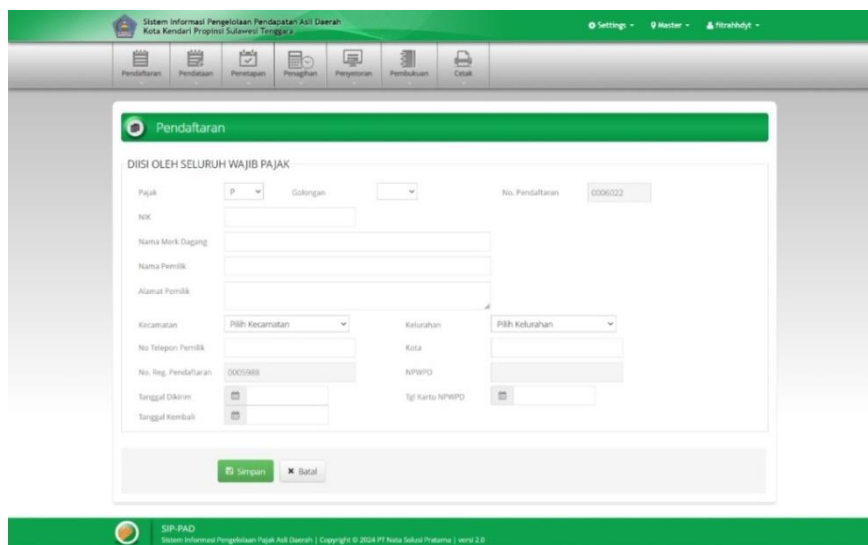 Sistem Informasi Pengelolaan Pendapatan Asli Daerah
Kota Kendari Propinsi Sulawesi Tenggara
Settings Master fitrahhdyt
Pendaftaran Pendataan Penetapan Penagihan Penyetoran Pembukuan Cetak
Pendaftaran
DIISI OLEH SELURUH WAJIB PAJAK
Pajak P Golongan No. Pendaftaran 0006022
NIK
Nama Merk Dagang
Nama Pemilik
Alamat Pemilik
Kecamatan Pilih Kecamatan Kelurahan Pilih Kelurahan
No Telepon Pemilik Kota
No. Reg. Pendaftaran 0005988 NPWPD
Tanggal Dikirim Tgl Kartu NPWPD
Tanggal Kembali
Simpan Batal
SIP-PAD
Sistem Informasi Pengelolaan Pajak Asli Daerah | Copyright © 2024 PT Nata Solusi Pratama | versi 2.0